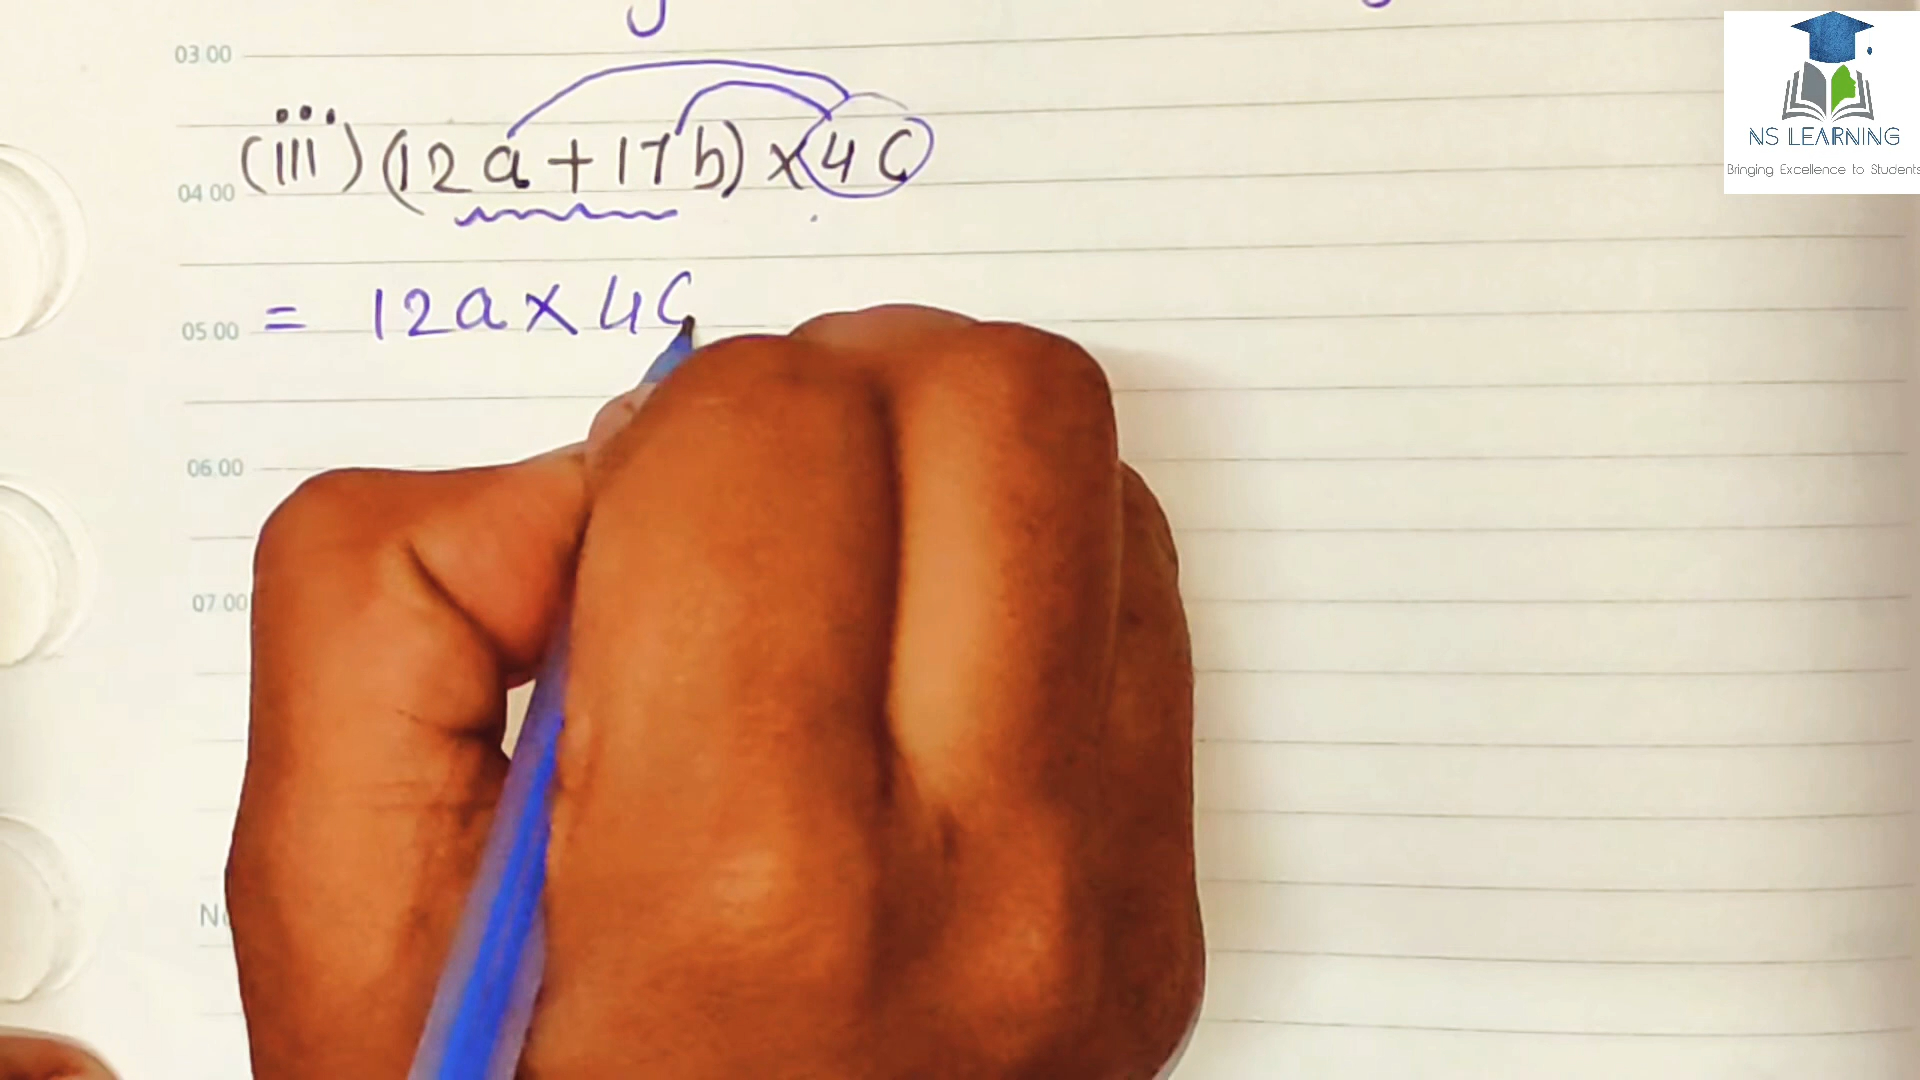 03 00
(iii) (12a + 17b) × 4C
04 00
= 12a × 4C
05 00
06 00
07 00
NS LEARNING
Bringing Excellence to Students